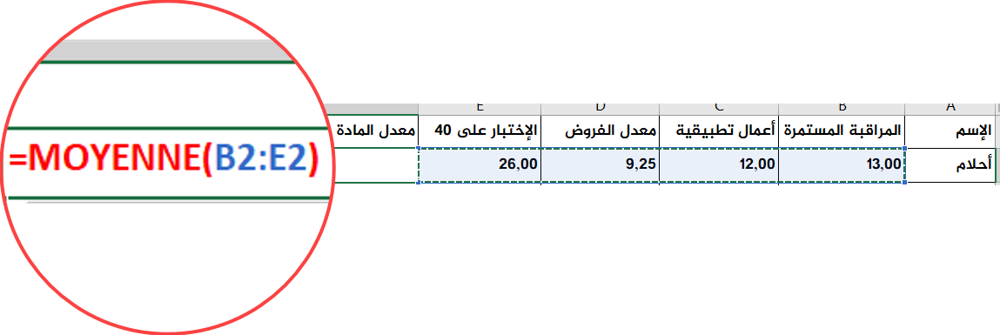 A B C D E
الإسم المراقبة المستمرة أعمال تطبيقية معدل الفروض الإختبار على 40 معدل المادة
أحلام 13,00 12,00 9,25 26,00
=MOYENNE(B2:E2)